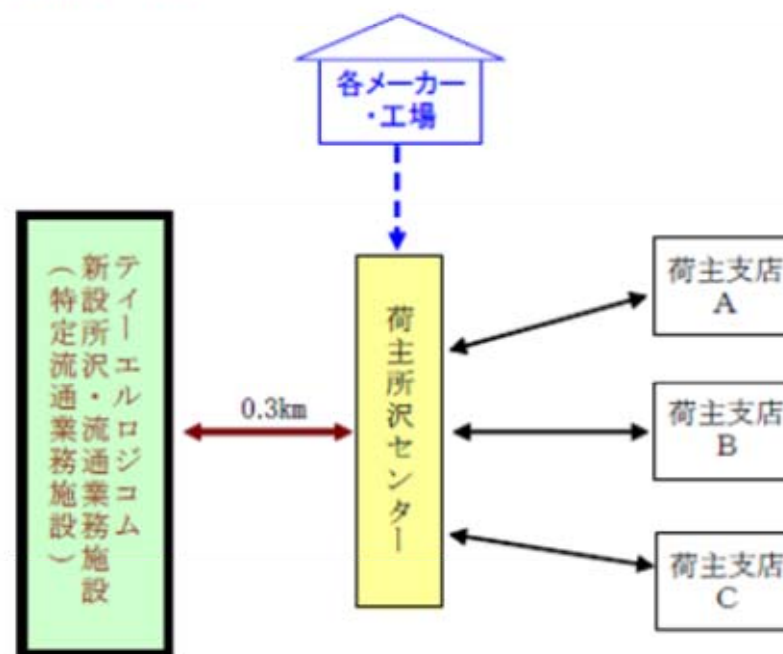 各メーカー
・工場
ティーエルロジコム
新設所沢・流通業務施設
（特定流通業務施設）
0.3km
荷主所沢センター
荷主支店
A
荷主支店
B
荷主支店
C